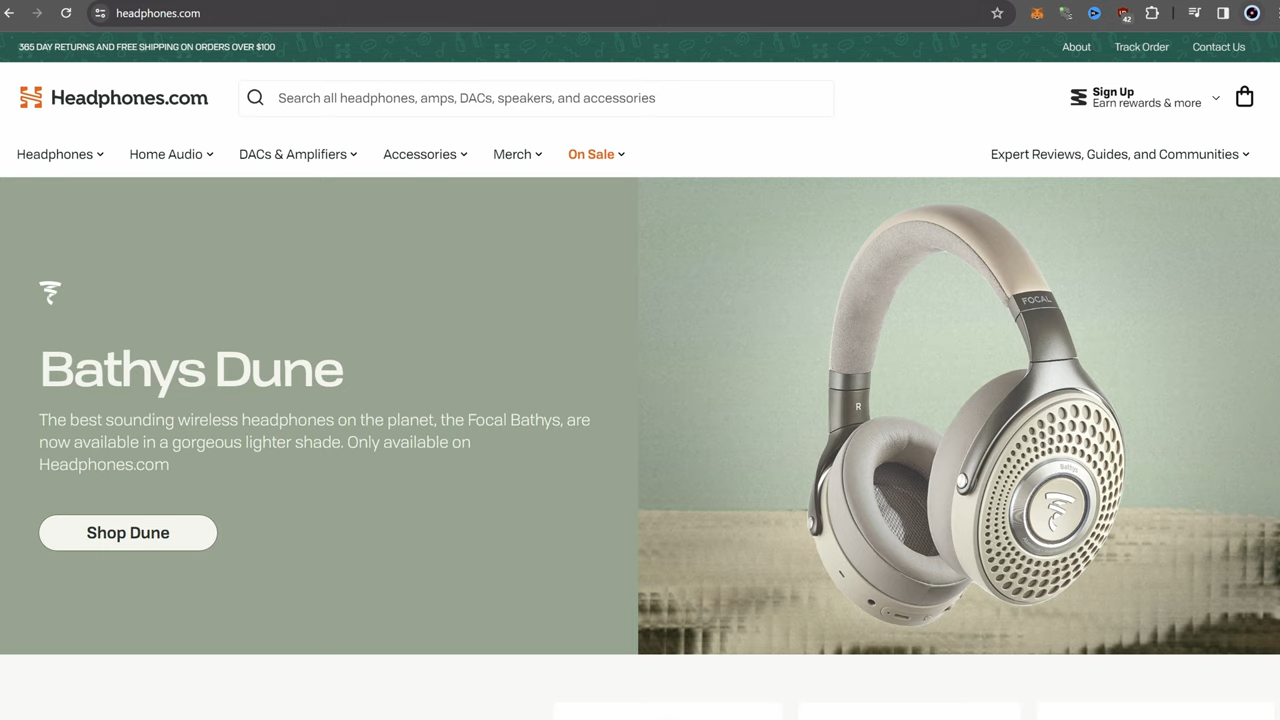 headphones.com
42
365 DAY RETURNS AND FREE SHIPPING ON ORDERS OVER $100
About
Track Order
Contact Us
Headphones.com
Search all headphones, amps, DACs, speakers, and accessories
Sign Up
Earn rewards & more
Headphones
Home Audio
DACs & Amplifiers
Accessories
Merch
On Sale
Expert Reviews, Guides, and Communities
Bathys Dune
The best sounding wireless headphones on the planet, the Focal Bathys, are
now available in a gorgeous lighter shade. Only available on
Headphones.com
Shop Dune
FOCAL
R
Bathys